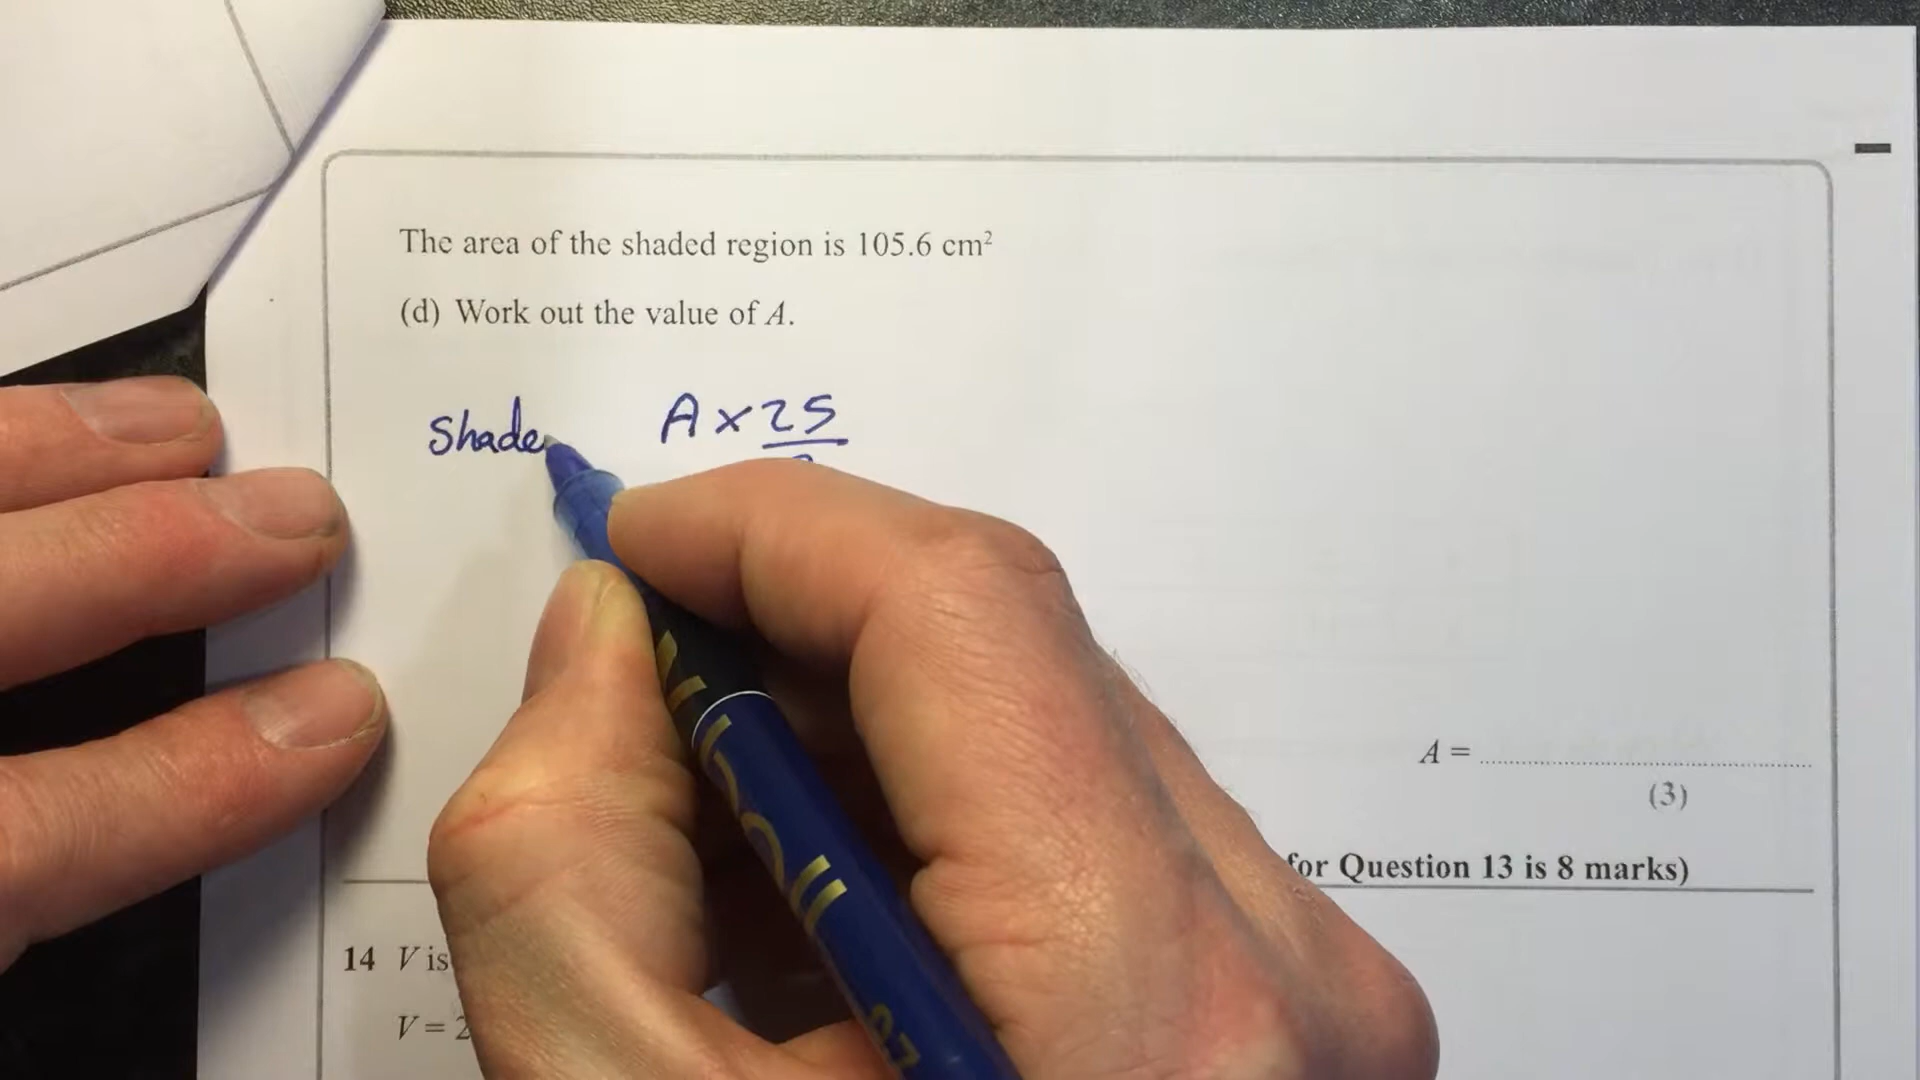 The area of the shaded region is 105.6 cm²
(d) Work out the value of A.
Shade A × 25
A = ..........
(3)
for Question 13 is 8 marks)
14 V is
V = 2